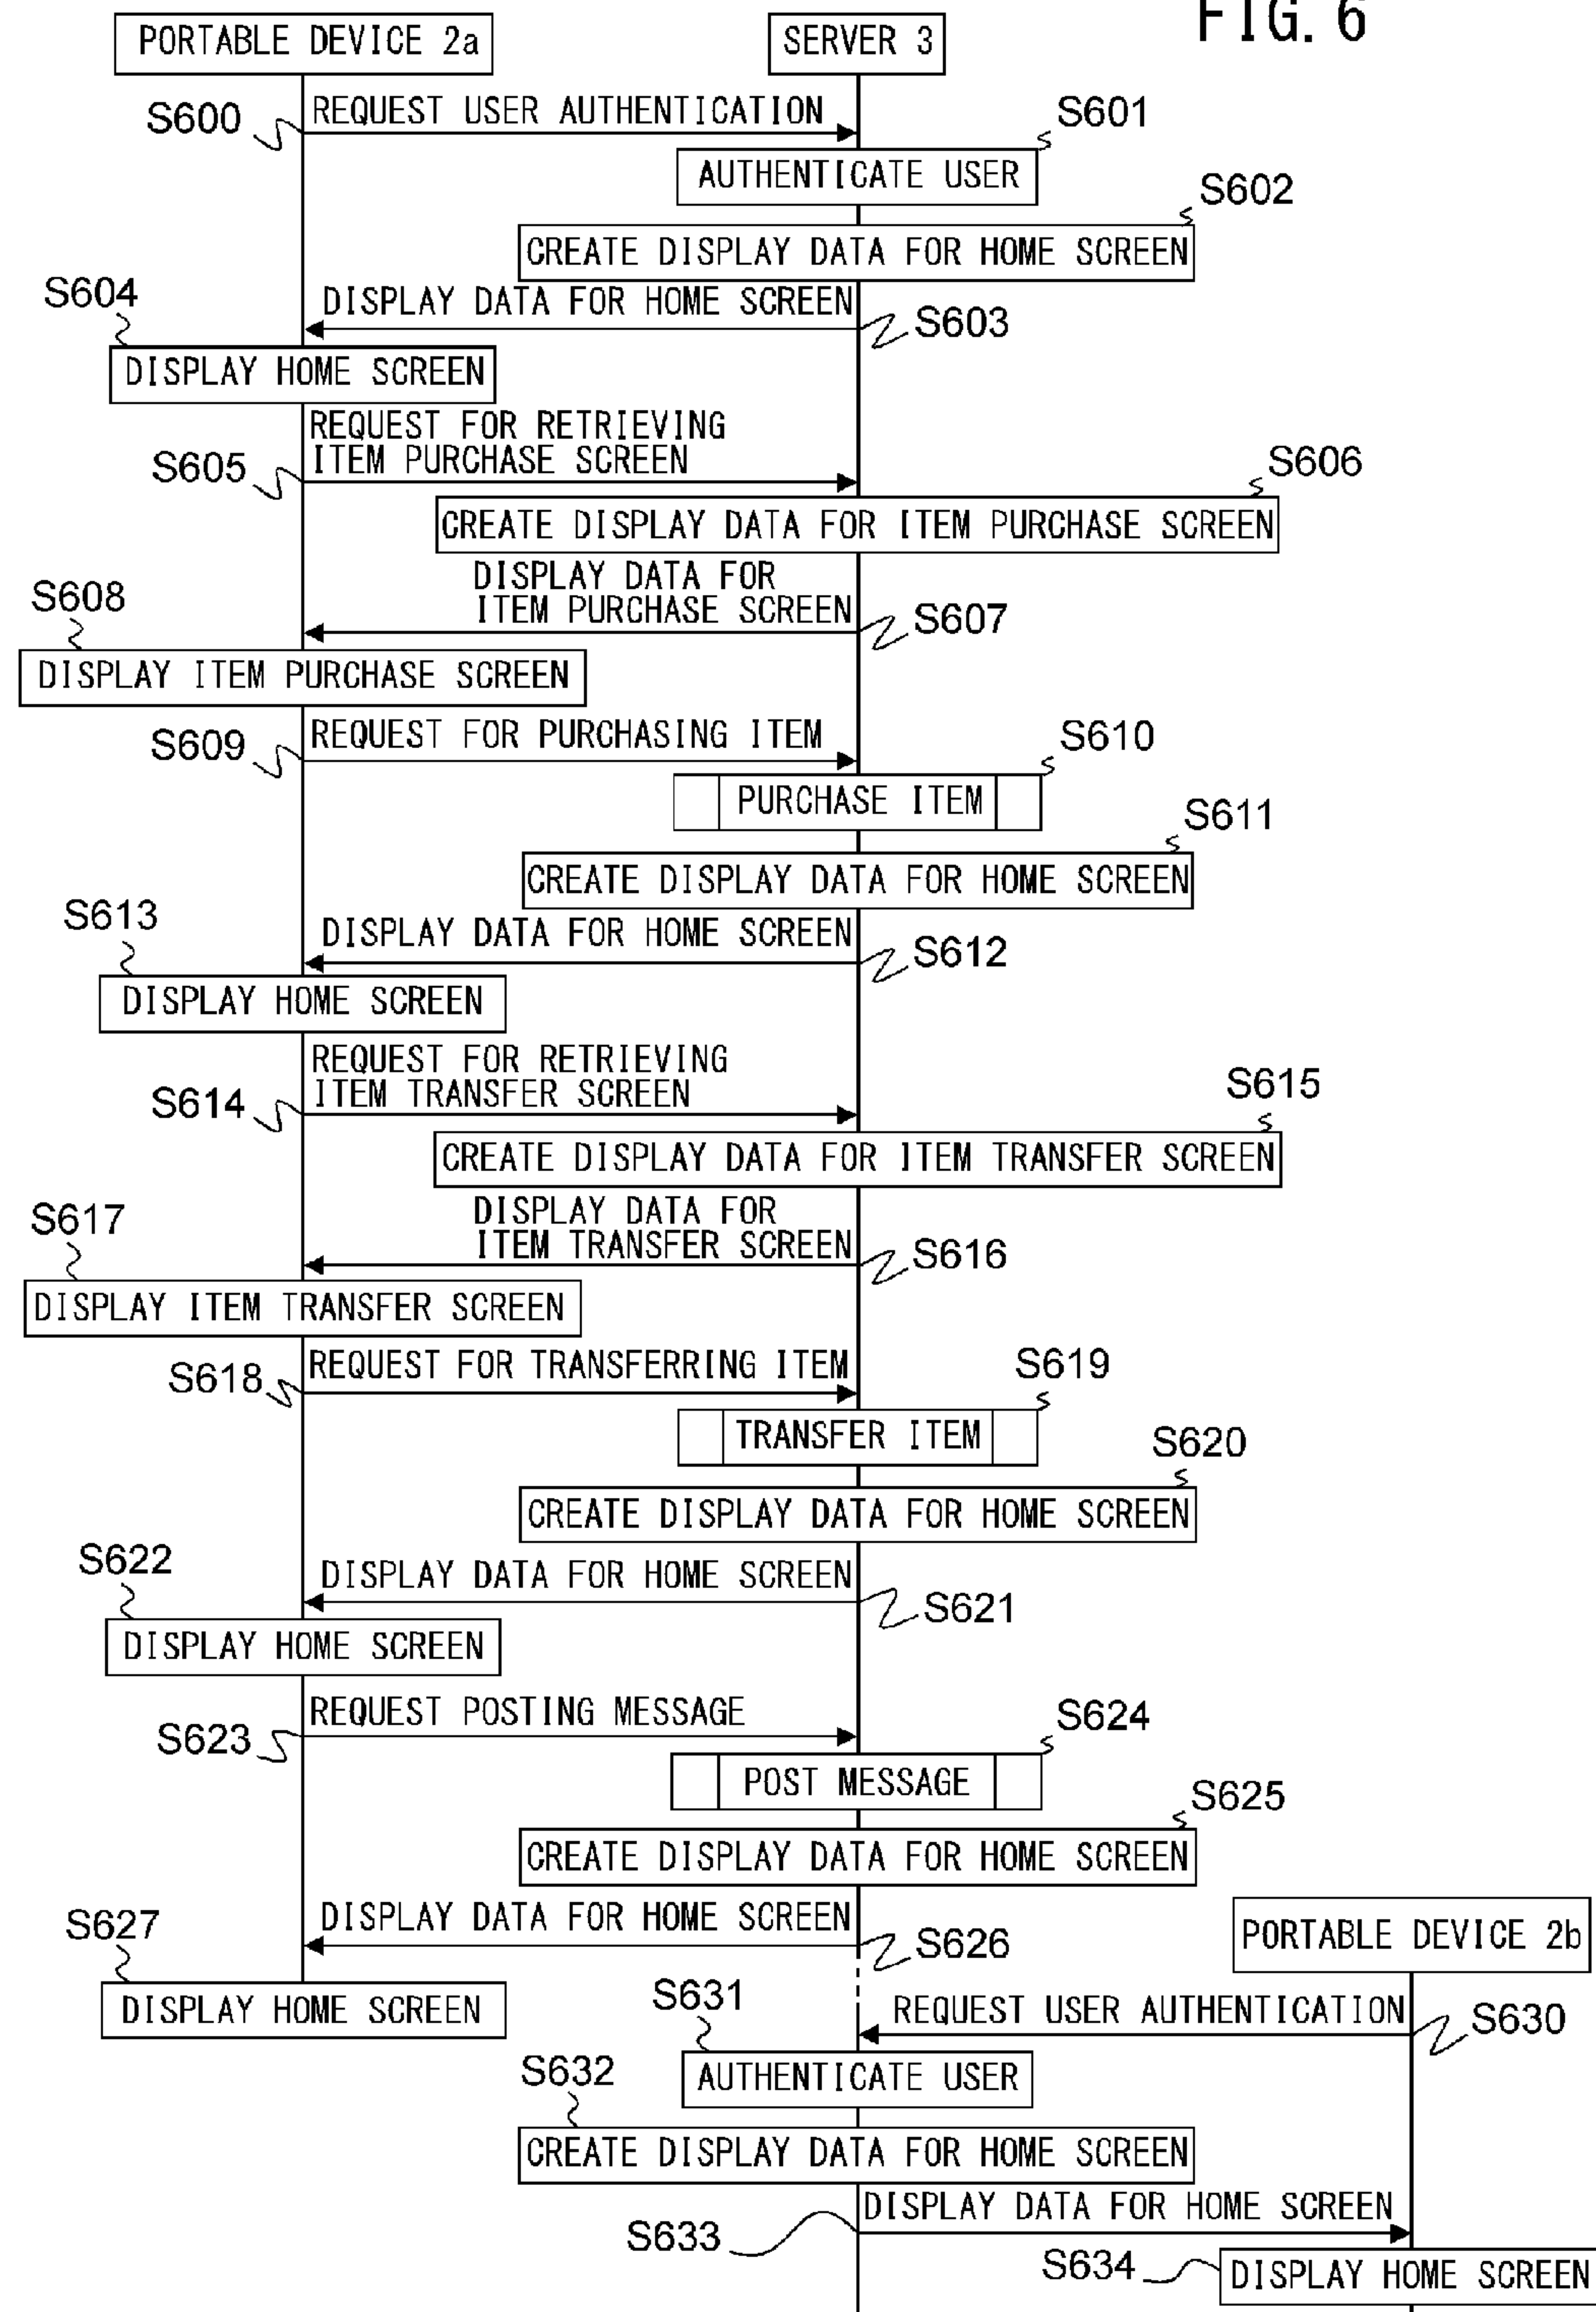 FIG. 6
PORTABLE DEVICE 2a
SERVER 3
S600
REQUEST USER AUTHENTICATION
S601
AUTHENTICATE USER
S602
CREATE DISPLAY DATA FOR HOME SCREEN
S604
DISPLAY DATA FOR HOME SCREEN
S603
DISPLAY HOME SCREEN
REQUEST FOR RETRIEVING
ITEM PURCHASE SCREEN
S605
S606
CREATE DISPLAY DATA FOR ITEM PURCHASE SCREEN
DISPLAY DATA FOR
ITEM PURCHASE SCREEN
S608
S607
DISPLAY ITEM PURCHASE SCREEN
S609
REQUEST FOR PURCHASING ITEM
S610
PURCHASE ITEM
S611
CREATE DISPLAY DATA FOR HOME SCREEN
S613
DISPLAY DATA FOR HOME SCREEN
S612
DISPLAY HOME SCREEN
REQUEST FOR RETRIEVING
ITEM TRANSFER SCREEN
S614
S615
CREATE DISPLAY DATA FOR ITEM TRANSFER SCREEN
DISPLAY DATA FOR
ITEM TRANSFER SCREEN
S617
S616
DISPLAY ITEM TRANSFER SCREEN
S618
REQUEST FOR TRANSFERRING ITEM
S619
TRANSFER ITEM
S620
CREATE DISPLAY DATA FOR HOME SCREEN
S622
DISPLAY DATA FOR HOME SCREEN
S621
DISPLAY HOME SCREEN
REQUEST POSTING MESSAGE
S623
S624
POST MESSAGE
S625
CREATE DISPLAY DATA FOR HOME SCREEN
S627
DISPLAY DATA FOR HOME SCREEN
S626
PORTABLE DEVICE 2b
DISPLAY HOME SCREEN
S631
REQUEST USER AUTHENTICATION
S630
AUTHENTICATE USER
S632
CREATE DISPLAY DATA FOR HOME SCREEN
DISPLAY DATA FOR HOME SCREEN
S633
S634
DISPLAY HOME SCREEN